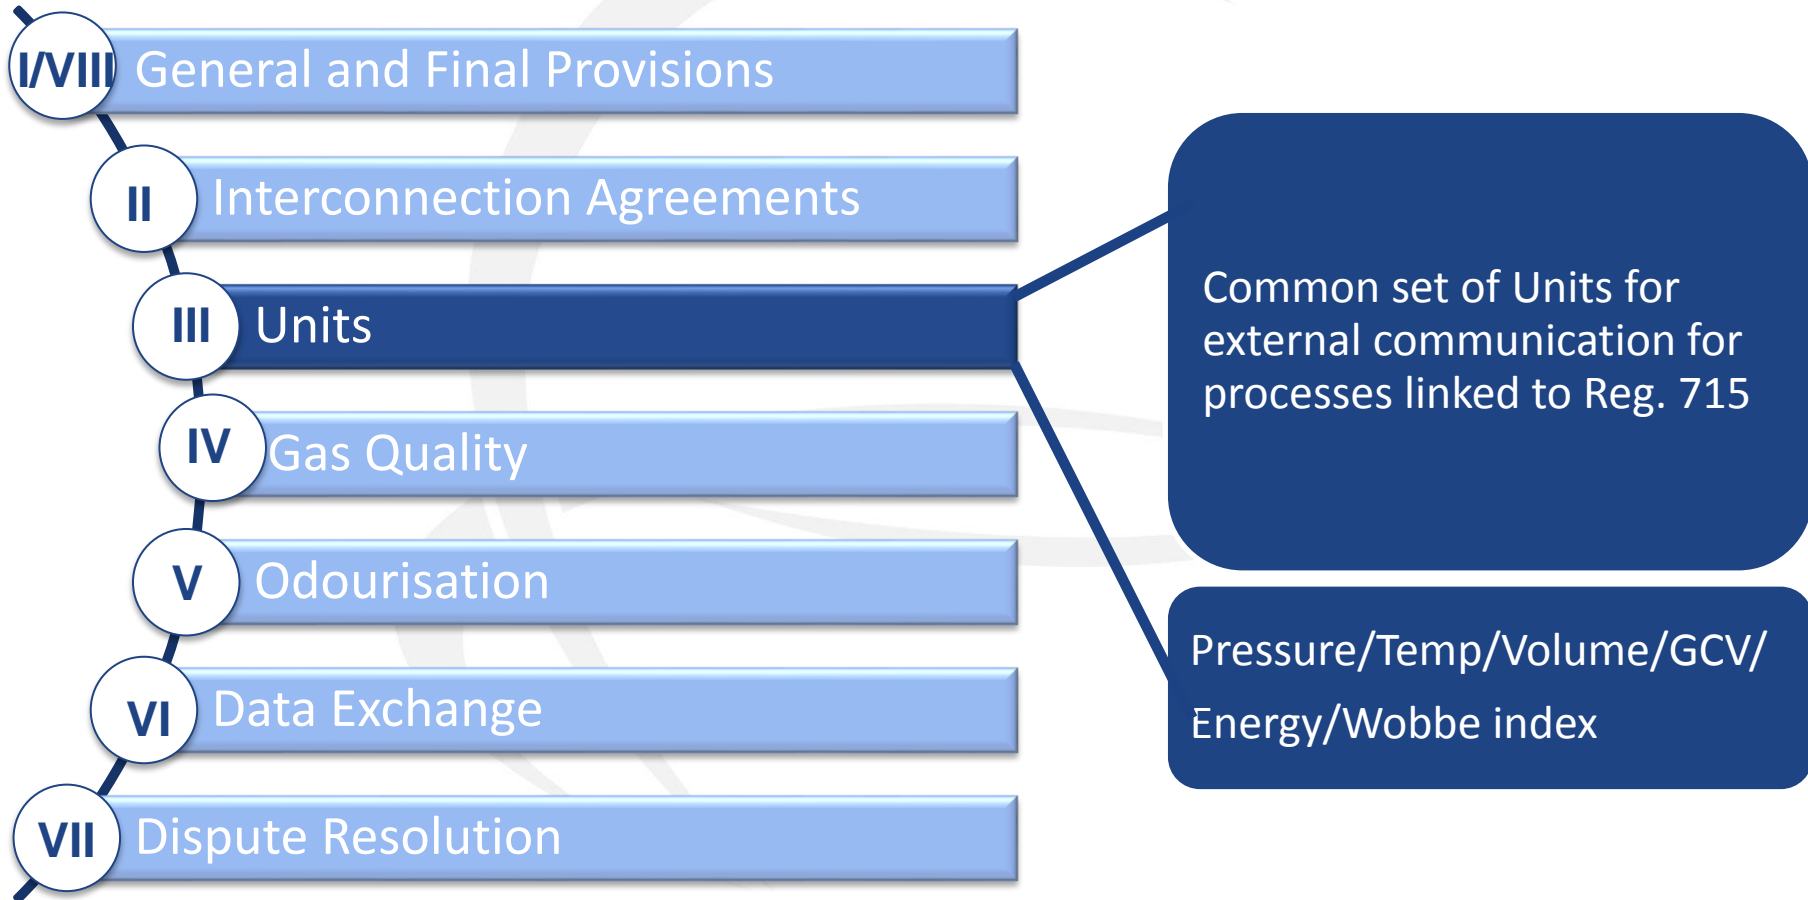 I/VIII General and Final Provisions
II Interconnection Agreements
III Units
IV Gas Quality
V Odourisation
VI Data Exchange
VII Dispute Resolution
Common set of Units for
external communication for
processes linked to Reg. 715
Pressure/Temp/Volume/GCV/
Energy/Wobbe index